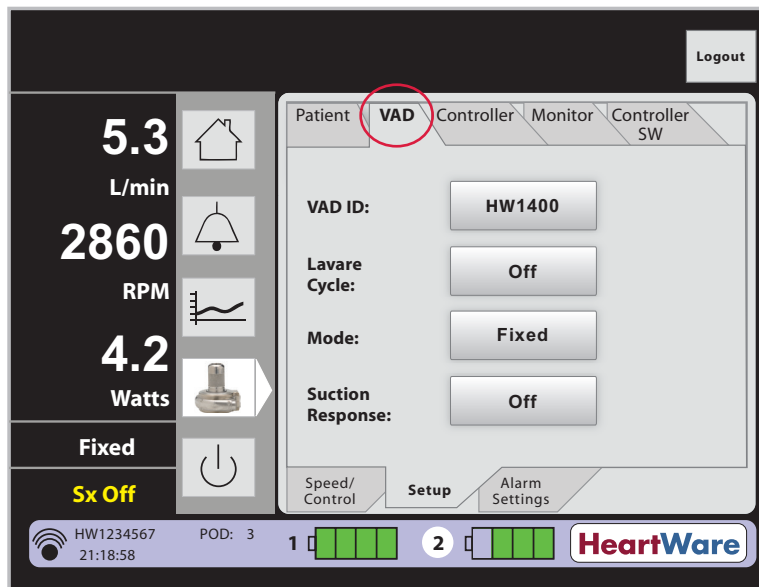 Logout
5.3
L/min
2860
RPM
4.2
Watts
Fixed
Sx Off
Patient VAD Controller Monitor Controller
SW
VAD ID: HW1400
Lavare
Cycle:
Off
Mode: Fixed
Suction
Response:
Off
Speed/
Control
Setup
Alarm
Settings
HW1234567 POD: 3
21:18:58
1 2 HeartWare